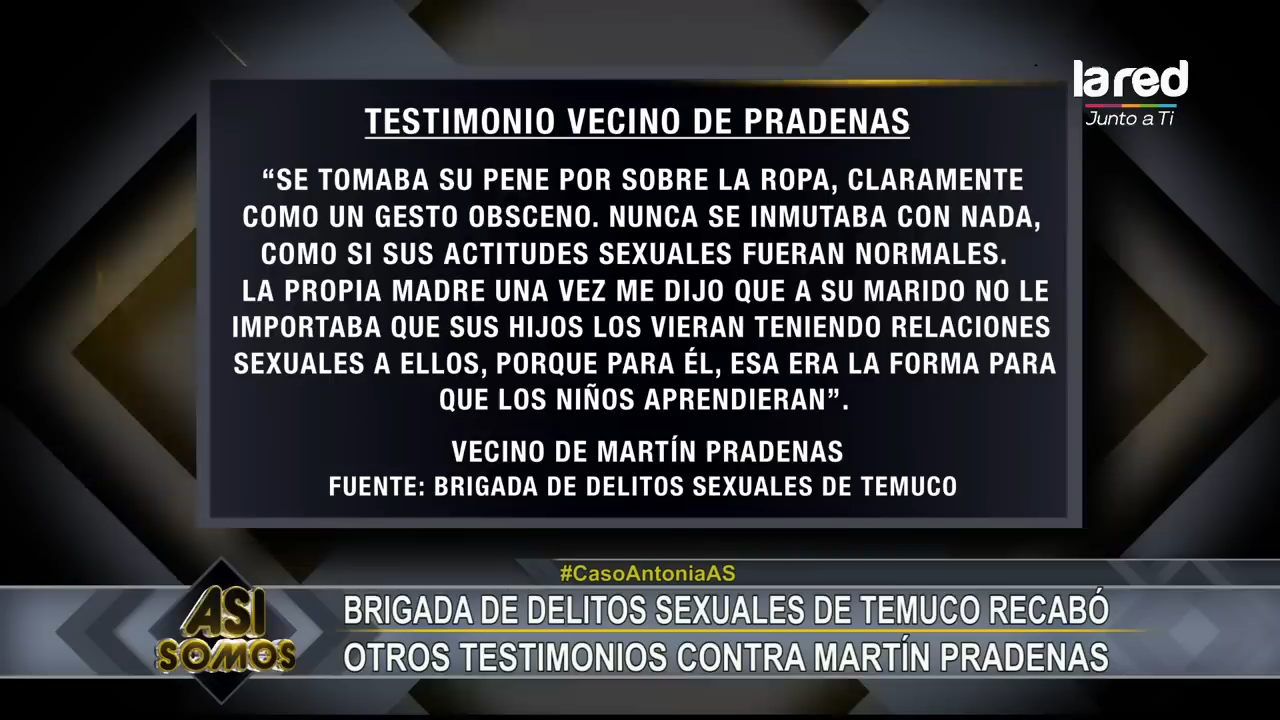 lared
Junto a Ti
TESTIMONIO VECINO DE PRADENAS
“SE TOMABA SU PENE POR SOBRE LA ROPA, CLARAMENTE
COMO UN GESTO OBSCENO. NUNCA SE INMUTABA CON NADA,
COMO SI SUS ACTITUDES SEXUALES FUERAN NORMALES.
LA PROPIA MADRE UNA VEZ ME DIJO QUE A SU MARIDO NO LE
IMPORTABA QUE SUS HIJOS LOS VIERAN TENIENDO RELACIONES
SEXUALES A ELLOS, PORQUE PARA ÉL, ESA ERA LA FORMA PARA
QUE LOS NIÑOS APRENDIERAN”.
VECINO DE MARTÍN PRADENAS
FUENTE: BRIGADA DE DELITOS SEXUALES DE TEMUCO
#CasoAntoniaAS
ASI
SOMOS
BRIGADA DE DELITOS SEXUALES DE TEMUCO RECABÓ
OTROS TESTIMONIOS CONTRA MARTÍN PRADENAS